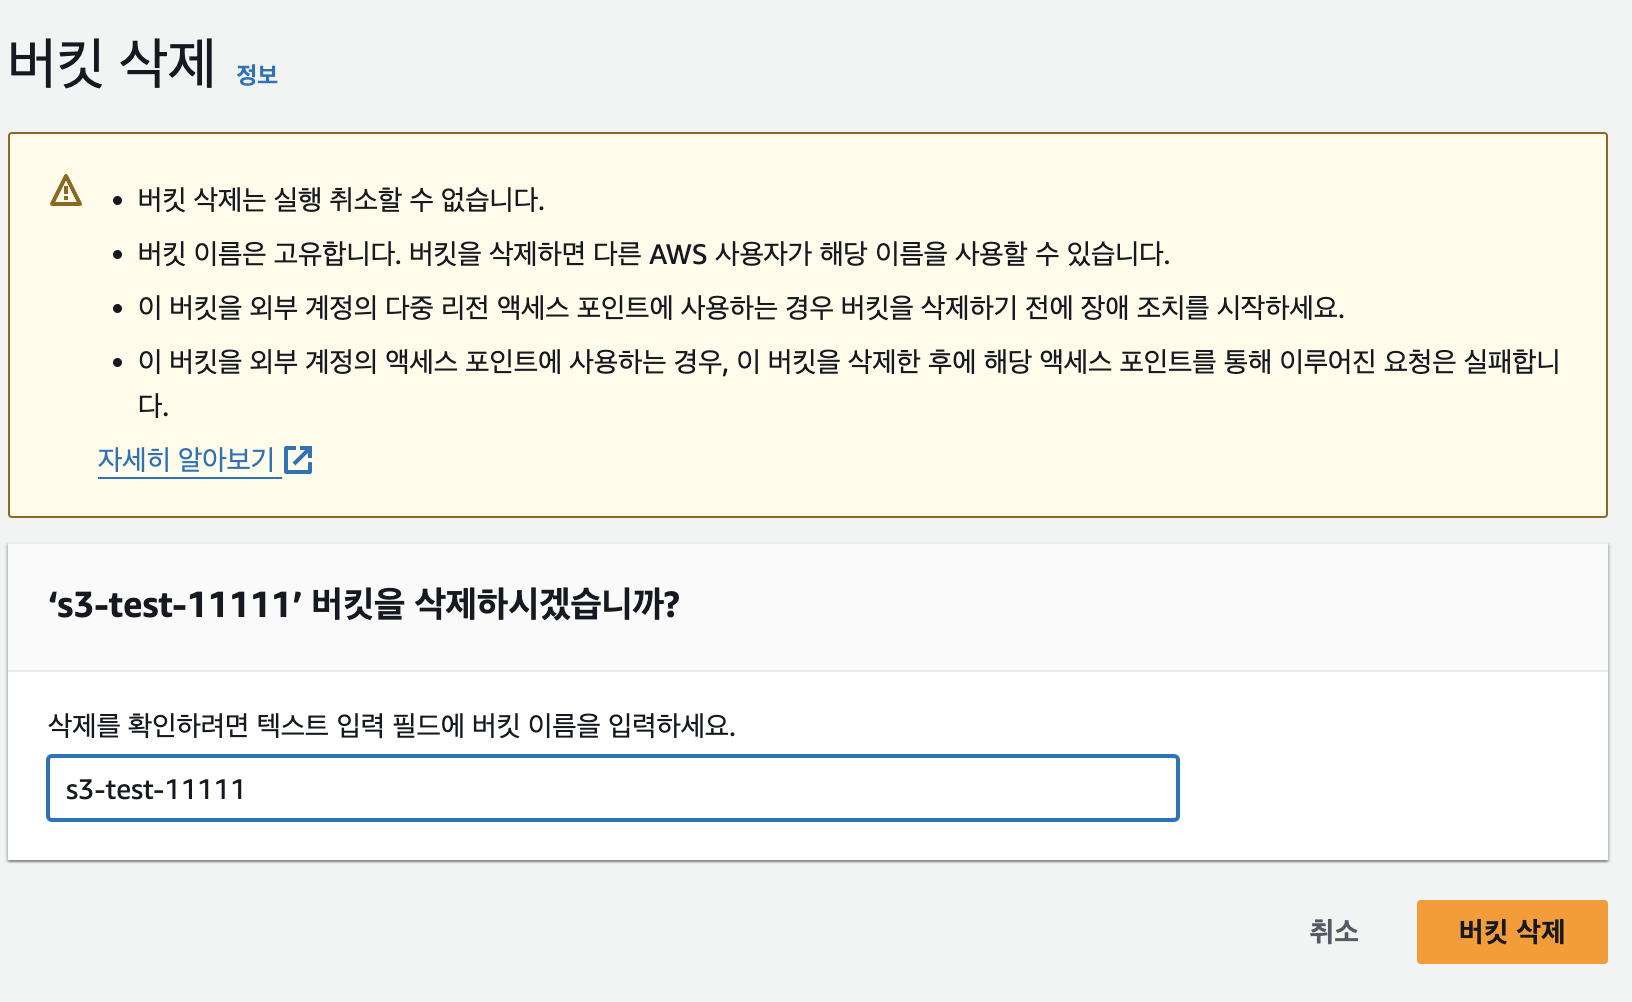 버킷 삭제 정보
• 버킷 삭제는 실행 취소할 수 없습니다.
• 버킷 이름은 고유합니다. 버킷을 삭제하면 다른 AWS 사용자가 해당 이름을 사용할 수 있습니다.
• 이 버킷을 외부 계정의 다중 리전 액세스 포인트에 사용하는 경우 버킷을 삭제하기 전에 장애 조치를 시작하세요.
• 이 버킷을 외부 계정의 액세스 포인트에 사용하는 경우, 이 버킷을 삭제한 후에 해당 액세스 포인트를 통해 이루어진 요청은 실패합니
다.
자세히 알아보기
‘s3-test-11111’ 버킷을 삭제하시겠습니까?
삭제를 확인하려면 텍스트 입력 필드에 버킷 이름을 입력하세요.
s3-test-11111
취소 버킷 삭제